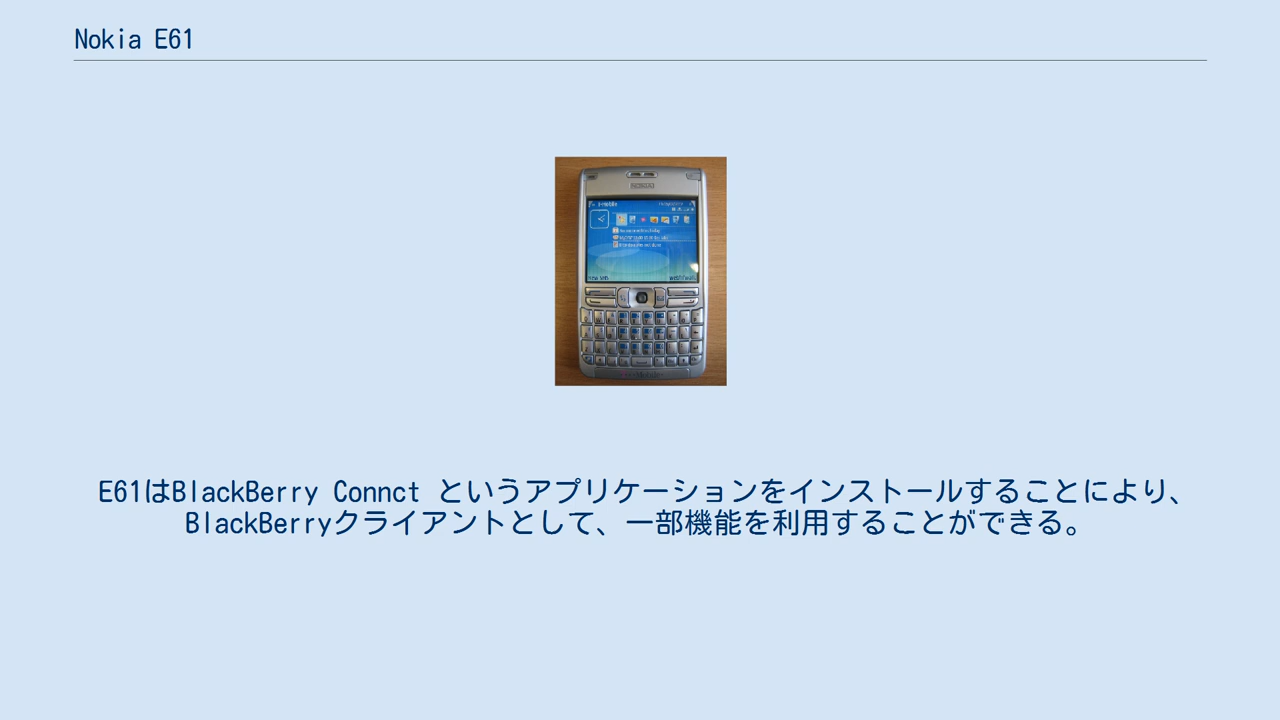 Nokia E61
NOKIA
T-Mobile
E61はBlackBerry Connct というアプリケーションをインストールすることにより、
BlackBerryクライアントとして、一部機能を利用することができる。